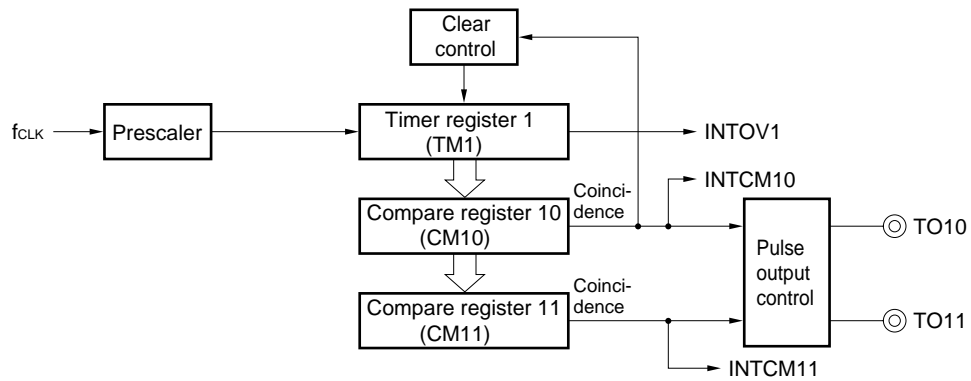 Clear
control
fCLK
Prescaler
Timer register 1
(TM1)
INTOV1
Compare register 10
(CM10)
Coinci-
dence
INTCM10
Pulse
output
control
TO10
Compare register 11
(CM11)
Coinci-
dence
TO11
INTCM11